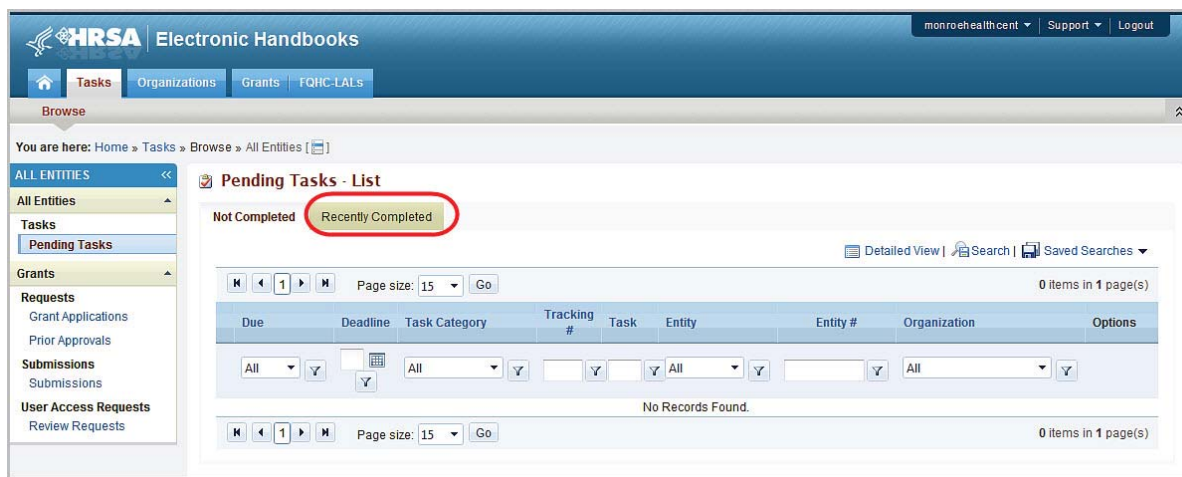 monroehealthcent Support Logout
HRSA Electronic Handbooks
Tasks Organizations Grants FQHC-LALs
Browse
You are here: Home » Tasks » Browse » All Entities [ ]
ALL ENTITIES «
All Entities
Tasks
Pending Tasks
Grants
Requests
Grant Applications
Prior Approvals
Submissions
Submissions
User Access Requests
Review Requests
Pending Tasks - List
Not Completed Recently Completed
Detailed View | Search | Saved Searches
1 Page size: 15 Go 0 items in 1 page(s)
Due Deadline Task Category Tracking # Task Entity Entity # Organization Options
All All All All
No Records Found.
1 Page size: 15 Go 0 items in 1 page(s)